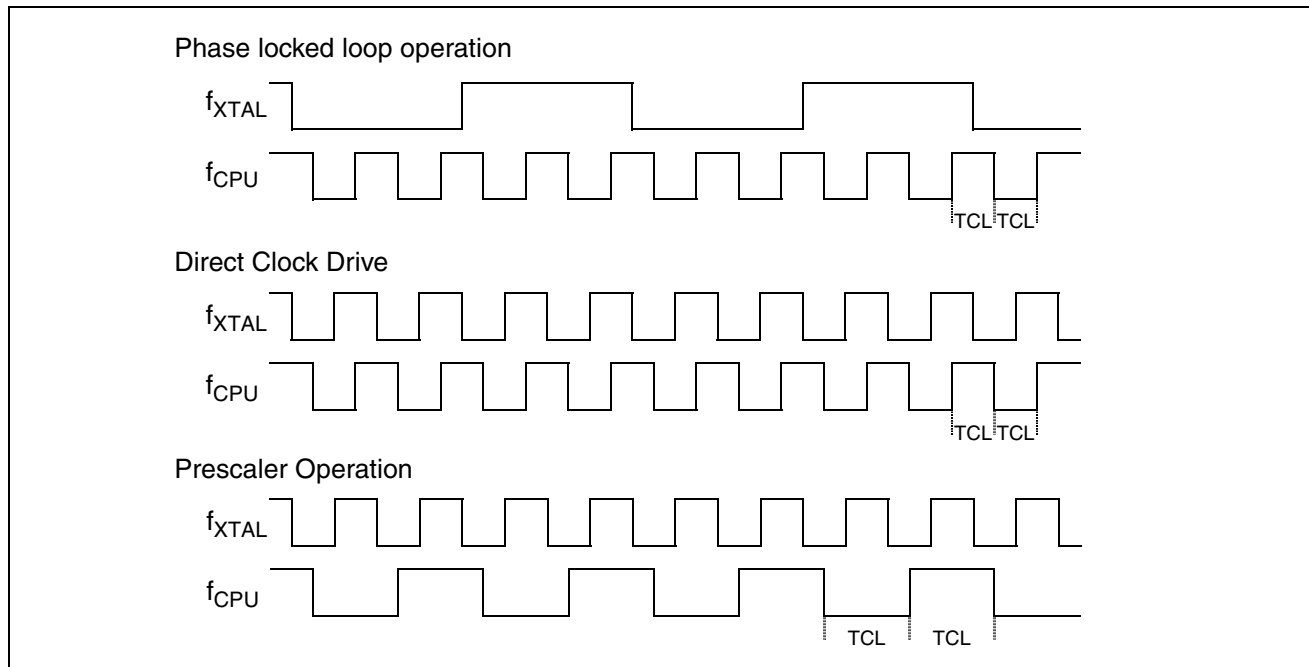 Phase locked loop operation
fXTAL
fCPU
TCL TCL
Direct Clock Drive
fXTAL
fCPU
TCL TCL
Prescaler Operation
fXTAL
fCPU
TCL TCL